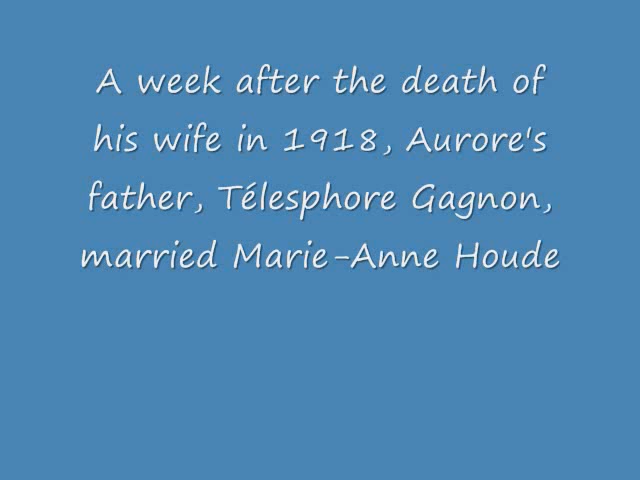 A week after the death of
his wife in 1918, Aurore's
father, Télesphore Gagnon,
married Marie-Anne Houde